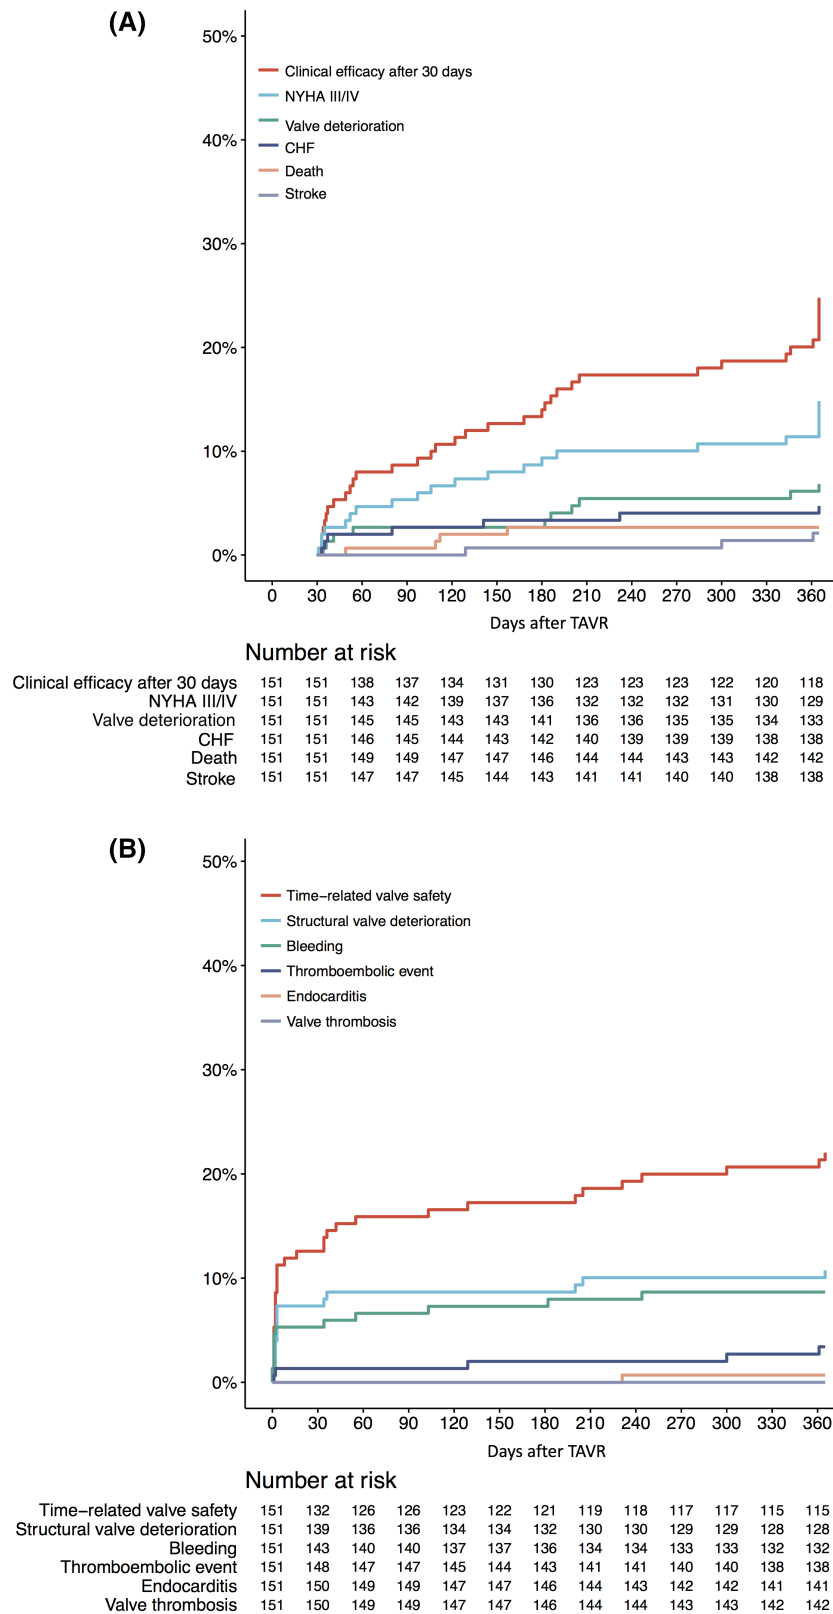 (A)
50%
40%
30%
20%
10%
0%
Clinical efficacy after 30 days
NYHA III/IV
Valve deterioration
CHF
Death
Stroke
0 30 60 90 120 150 180 210 240 270 300 330 360
Days after TAVR
Number at risk
Clinical efficacy after 30 days 151 151 138 137 134 131 130 123 123 123 122 120 118
NYHA III/IV 151 151 143 142 139 137 136 132 132 132 131 130 129
Valve deterioration 151 151 145 145 143 143 141 136 136 135 135 134 133
CHF 151 151 146 145 144 143 142 140 139 139 139 138 138
Death 151 151 149 149 147 147 146 144 144 143 143 142 142
Stroke 151 151 147 147 145 144 143 141 141 140 140 138 138
(B)
50%
40%
30%
20%
10%
0%
Time−related valve safety
Structural valve deterioration
Bleeding
Thromboembolic event
Endocarditis
Valve thrombosis
0 30 60 90 120 150 180 210 240 270 300 330 360
Days after TAVR
Number at risk
Time−related valve safety 151 132 126 126 123 122 121 119 118 117 117 115 115
Structural valve deterioration 151 139 136 136 134 134 132 130 130 129 129 128 128
Bleeding 151 143 140 140 137 137 136 134 134 133 133 132 132
Thromboembolic event 151 148 147 147 145 144 143 141 141 140 140 138 138
Endocarditis 151 150 149 149 147 147 146 144 143 142 142 141 141
Valve thrombosis 151 150 149 149 147 147 146 144 144 143 143 142 142